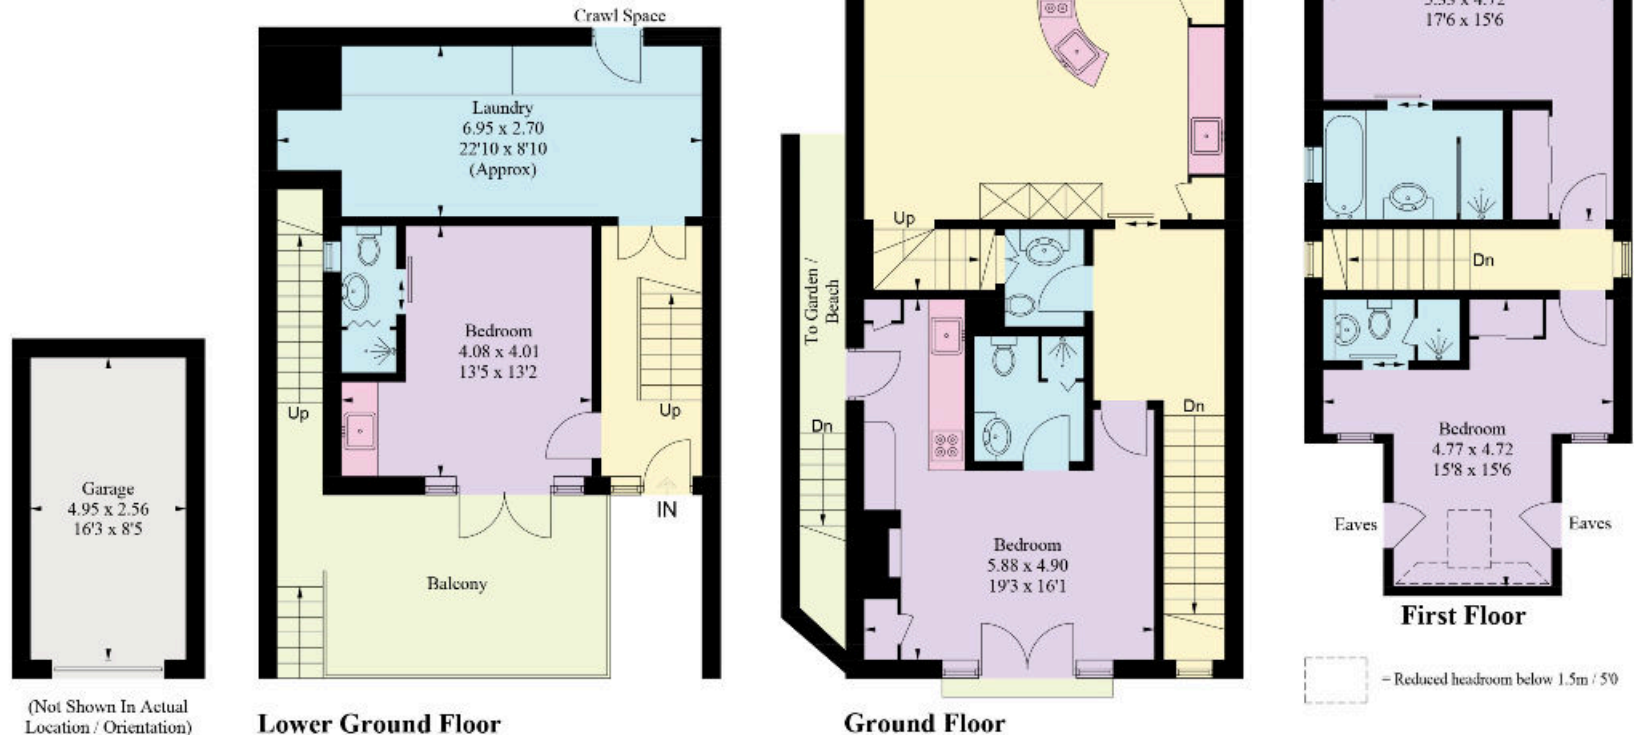 Crawl Space
Laundry
6.95 x 2.70
22'10 x 8'10
(Approx)
Bedroom
4.08 x 4.01
13'5 x 13'2
Up
Up
IN
Balcony
Garage
4.95 x 2.56
16'3 x 8'5
(Not Shown In Actual
Location / Orientation)
Lower Ground Floor
To Garden /
Beach
Up
Dn
Dn
Bedroom
5.88 x 4.90
19'3 x 16'1
Ground Floor
17'6 x 15'6
Dn
Bedroom
4.77 x 4.72
15'8 x 15'6
Eaves
Eaves
First Floor
= Reduced headroom below 1.5m / 5'0